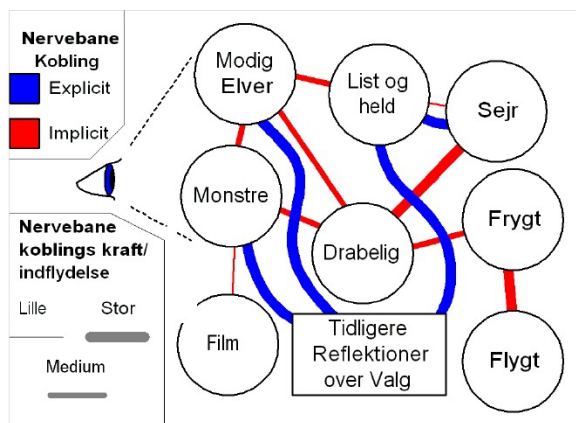 Nervebane
Kobling
Explicit
Implicit
Nervebane
koblings kraft/
indflydelse
Lille
Stor
Medium
Modig
Elver
List og
held
Sejr
Monstre
Drabelig
Frygt
Film
Tidligere
Reflektioner
over Valg
Flygt